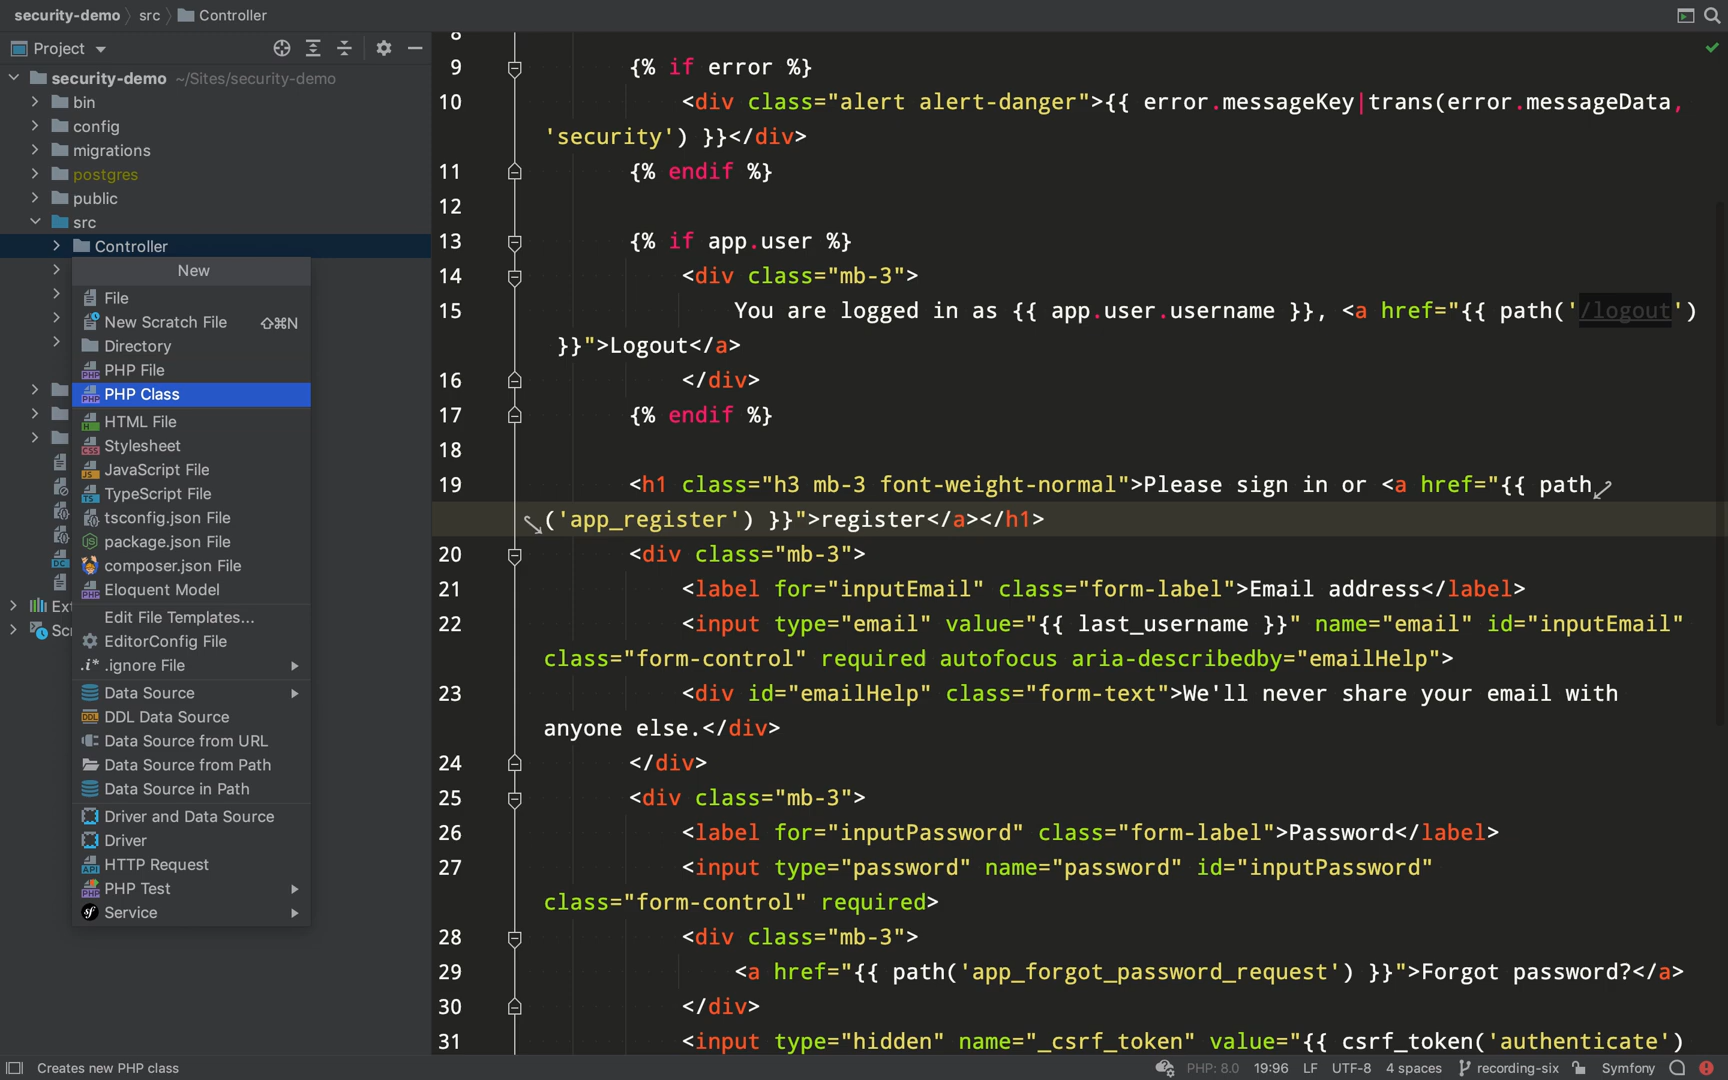 security-demo › src › Controller
Project
security-demo ~/Sites/security-demo
bin
config
migrations
postgres
public
src
Controller
New
File
New Scratch File ⇧⌘N
Directory
PHP File
PHP Class
HTML File
Stylesheet
JavaScript File
TypeScript File
tsconfig.json File
package.json File
composer.json File
Eloquent Model
Edit File Templates...
EditorConfig File
.ignore File
Data Source
DDL Data Source
Data Source from URL
Data Source from Path
Data Source in Path
Driver and Data Source
Driver
HTTP Request
PHP Test
Service
Ext
Scr
8
9 {% if error %}
10 <div class="alert alert-danger">{{ error.messageKey|trans(error.messageData,
'security') }}</div>
11 {% endif %}
12
13 {% if app.user %}
14 <div class="mb-3">
15 You are logged in as {{ app.user.username }}, <a href="{{ path('/logout')
}}">Logout</a>
16 </div>
17 {% endif %}
18
19 <h1 class="h3 mb-3 font-weight-normal">Please sign in or <a href="{{ path
('app_register') }}">register</a></h1>
20 <div class="mb-3">
21 <label for="inputEmail" class="form-label">Email address</label>
22 <input type="email" value="{{ last_username }}" name="email" id="inputEmail"
class="form-control" required autofocus aria-describedby="emailHelp">
23 <div id="emailHelp" class="form-text">We'll never share your email with
anyone else.</div>
24 </div>
25 <div class="mb-3">
26 <label for="inputPassword" class="form-label">Password</label>
27 <input type="password" name="password" id="inputPassword"
class="form-control" required>
28 <div class="mb-3">
29 <a href="{{ path('app_forgot_password_request') }}">Forgot password?</a>
30 </div>
31 <input type="hidden" name="_csrf_token" value="{{ csrf_token('authenticate')
Creates new PHP class
PHP: 8.0 19:96 LF UTF-8 4 spaces recording-six Symfony